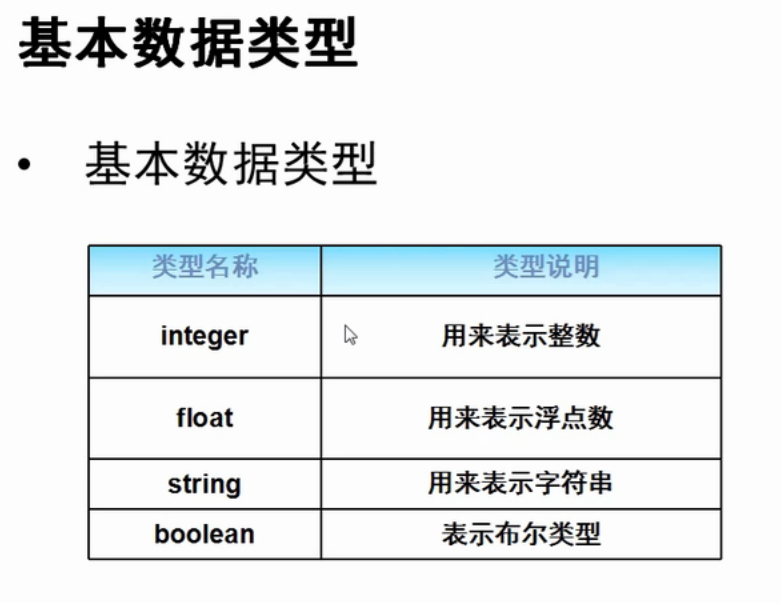 基本数据类型
• 基本数据类型
类型名称 类型说明
integer 用来表示整数
float 用来表示浮点数
string 用来表示字符串
boolean 表示布尔类型